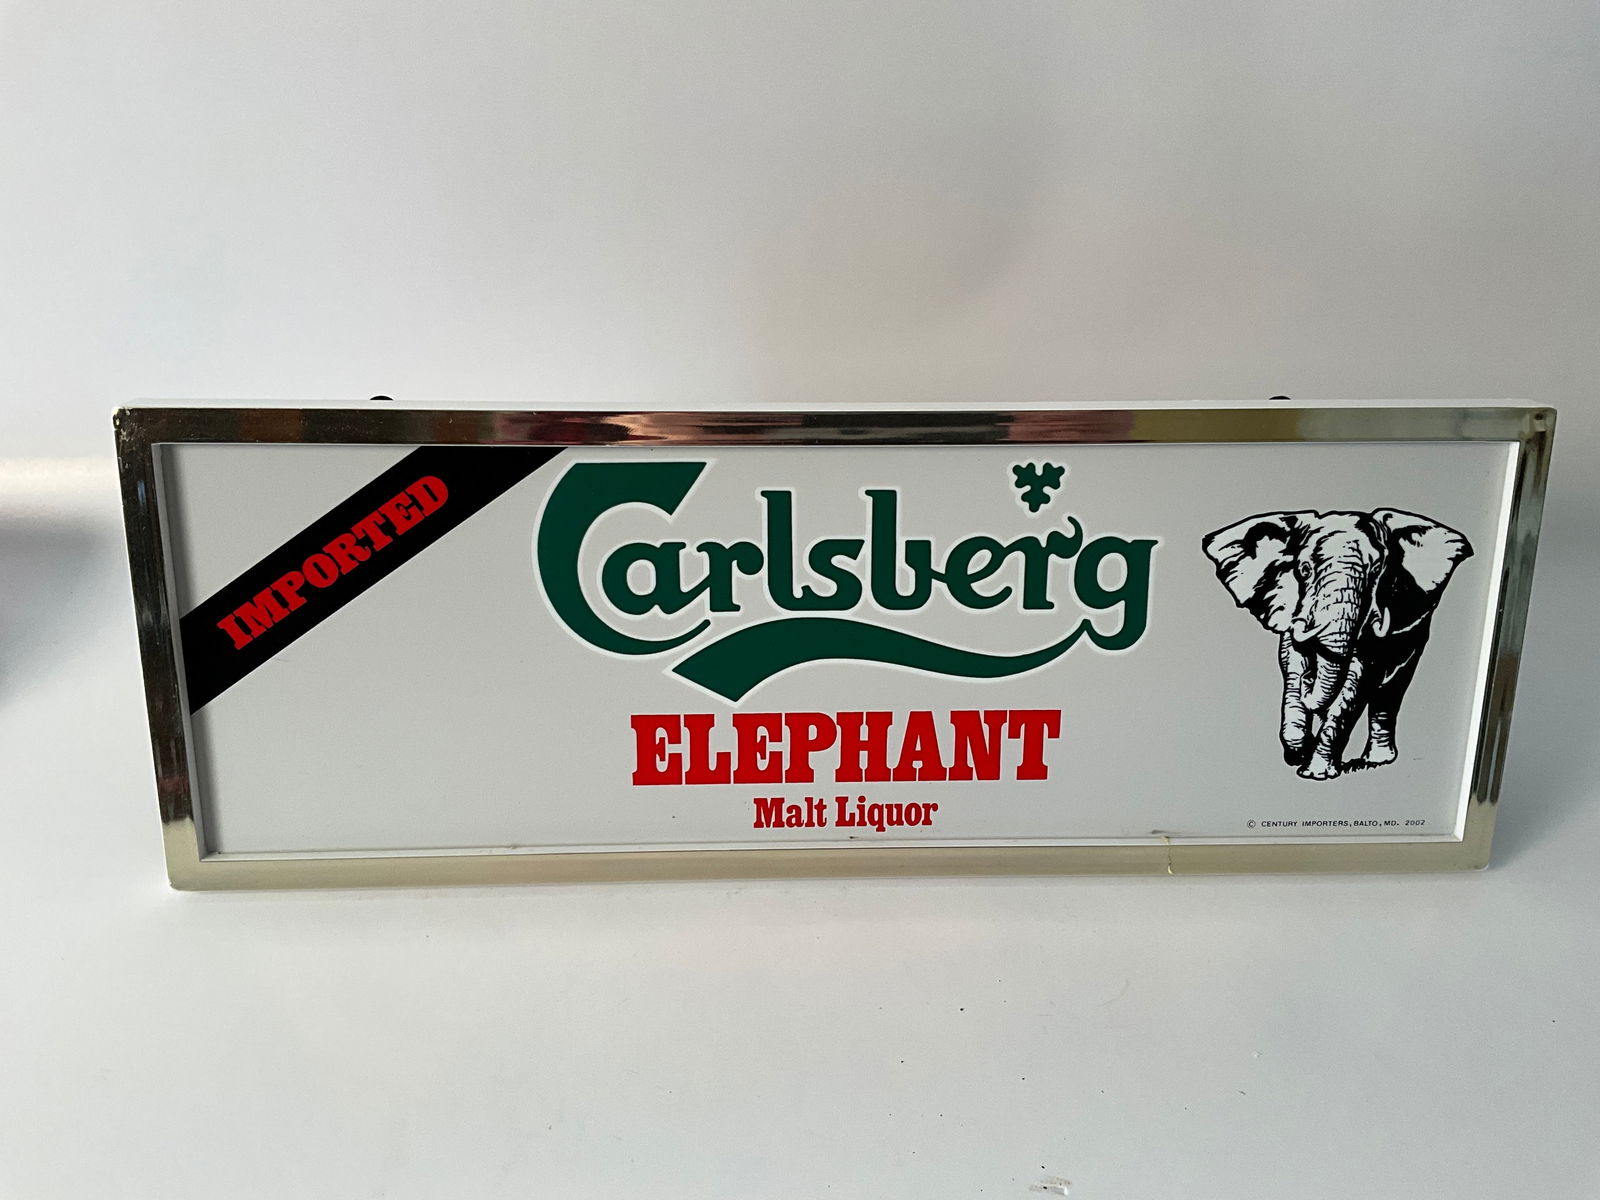 IMPORTED
Carlsberg
ELEPHANT
Malt Liquor
© CENTURY IMPORTERS, BALTO, MD. 2002